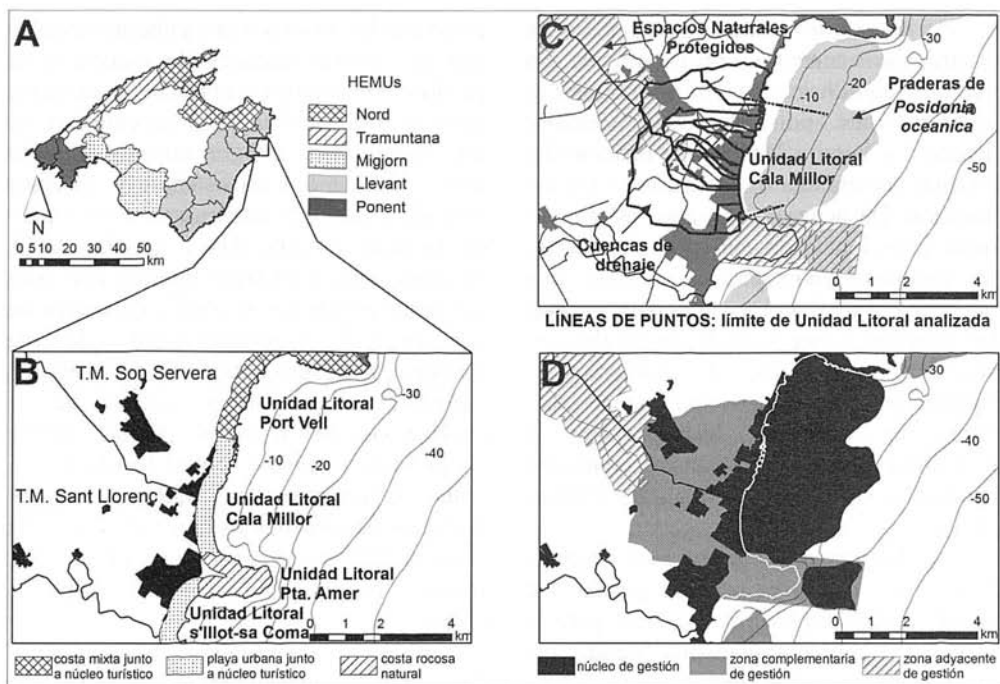 A
HEMUs
Nord
Tramuntana
Migjorn
Llevant
Ponent
N
0 5 10 20 30 40 50
km
C
Espacios Naturales
Protegidos
-30
-20
-10
Praderas de
Posidonia
oceanica
-40
-50
Unidad Litoral
Cala Millor
Cuencas de
drenaje
0 1 2 4
km
LÍNEAS DE PUNTOS: límite de Unidad Litoral analizada
B
T.M. Son Servera
-30
Unidad Litoral
Port Vell
-10
-20
-40
T.M. Sant Llorenç
Unidad Litoral
Cala Millor
Unidad Litoral
Pta. Amer
Unidad Litoral
s'Illot-sa Coma
0 1 2 4
km
costa mixta junto
a núcleo turístico
playa urbana junto
a núcleo turístico
costa rocosa
natural
D
-30
-40
-50
0 1 2 4
km
núcleo de gestión
zona complementaria
de gestión
zona adyacente
de gestión